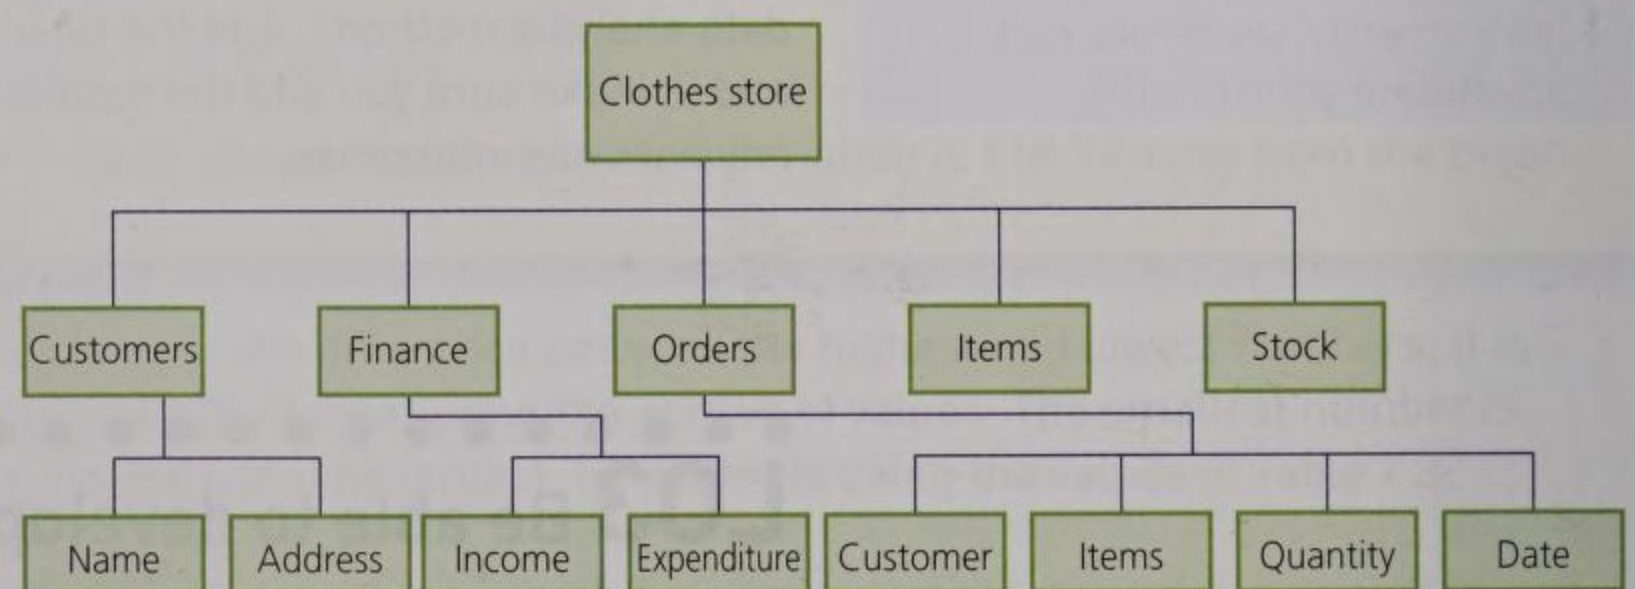 Clothes store
Customers
Finance
Orders
Items
Stock
Name
Address
Income
Expenditure
Customer
Items
Quantity
Date